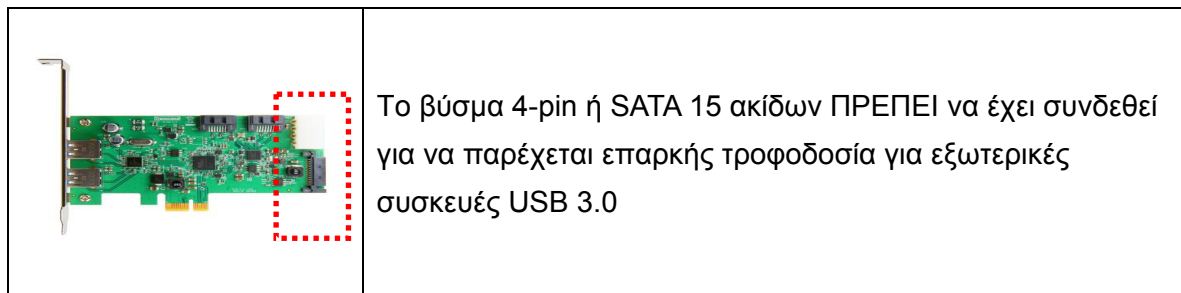 Το βύσμα 4-pin ή SATA 15 ακίδων ΠΡΕΠΕΙ να έχει συνδεθεί
για να παρέχεται επαρκής τροφοδοσία για εξωτερικές
συσκευές USB 3.0